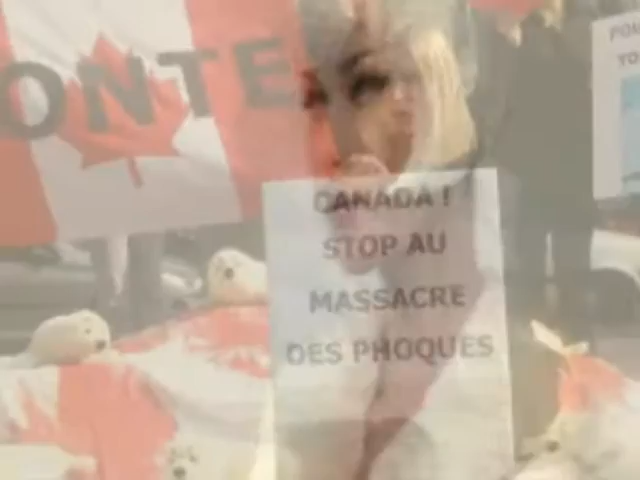 ONTE
CANADA !
STOP AU
MASSACRE
DES PHOQUES